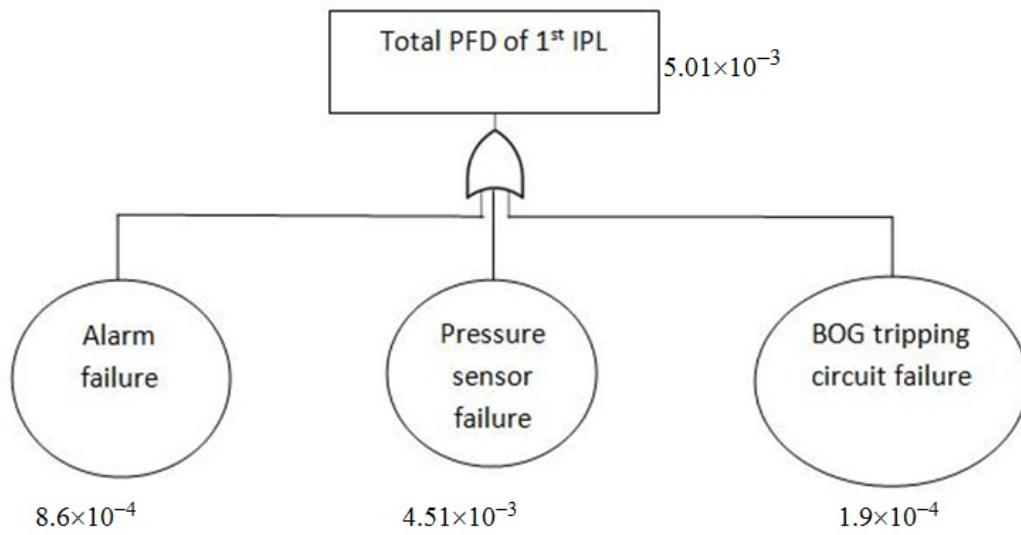 Total PFD of 1ˢᵗ IPL
5.01×10⁻³
Alarm
failure
Pressure
sensor
failure
BOG tripping
circuit failure
8.6×10⁻⁴
4.51×10⁻³
1.9×10⁻⁴